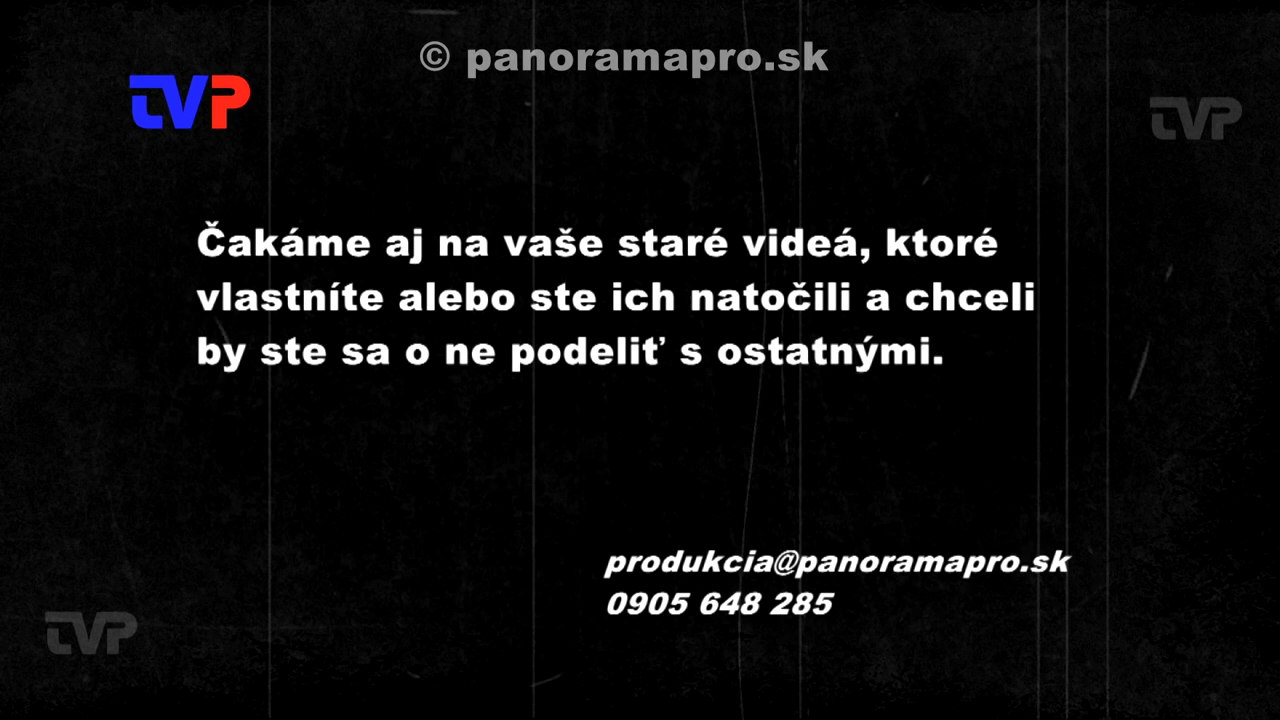 © panoramapro.sk
TVP
TVP
Čakáme aj na vaše staré videá, ktoré
vlastníte alebo ste ich natočili a chceli
by ste sa o ne podeliť s ostatnými.
produkcia@panoramapro.sk
0905 648 285
TVP